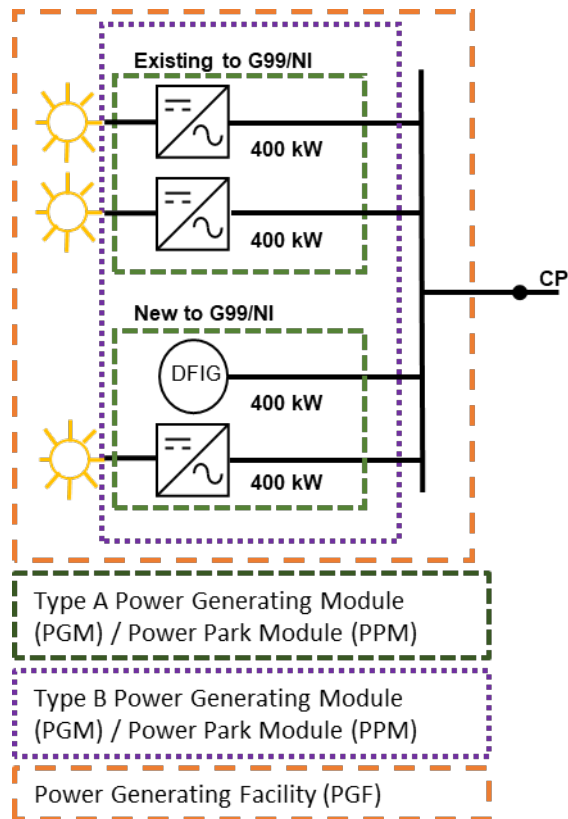 Existing to G99/NI
400 kW
400 kW
CP
New to G99/NI
DFIG
400 kW
400 kW
Type A Power Generating Module
(PGM) / Power Park Module (PPM)
Type B Power Generating Module
(PGM) / Power Park Module (PPM)
Power Generating Facility (PGF)